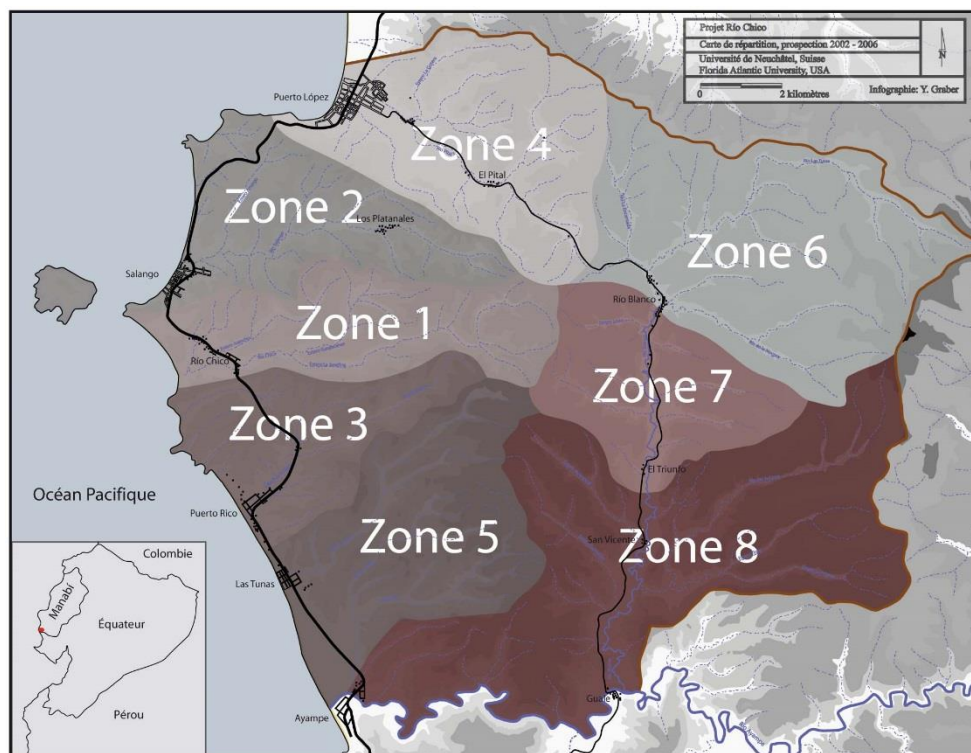 Projet Río Chico
Carte de répartition, prospection 2002 - 2006
Université de Neuchâtel, Suisse
Florida Atlantic University, USA
N
0 2 kilomètres
Infographie: Y. Graber
Puerto López
Zone 4
El Pital
Zone 2
Los Platanales
Zone 6
Salango
Río Blanco
Zone 1
Río Chico
Zone 7
Zone 3
El Triunfo
Océan Pacifique
Puerto Rico
Zone 5
San Vicente
Zone 8
Las Tunas
Ayampe
Colombie
Manabí
Équateur
Pérou